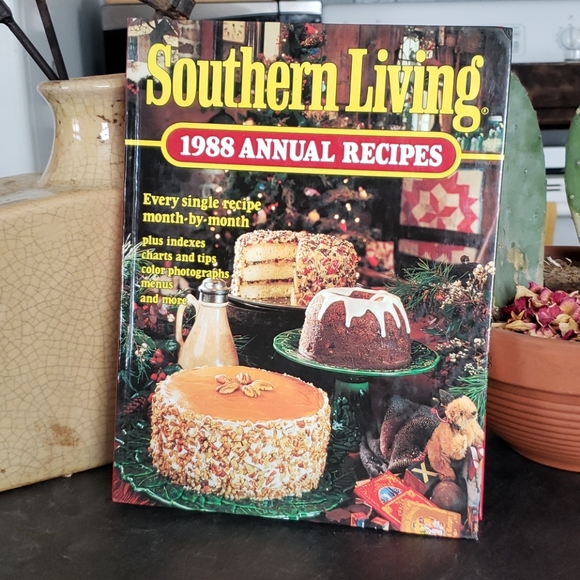 Southern Living®
1988 ANNUAL RECIPES
Every single recipe
month-by-month
plus indexes
charts and tips
color photographs
menus
and more